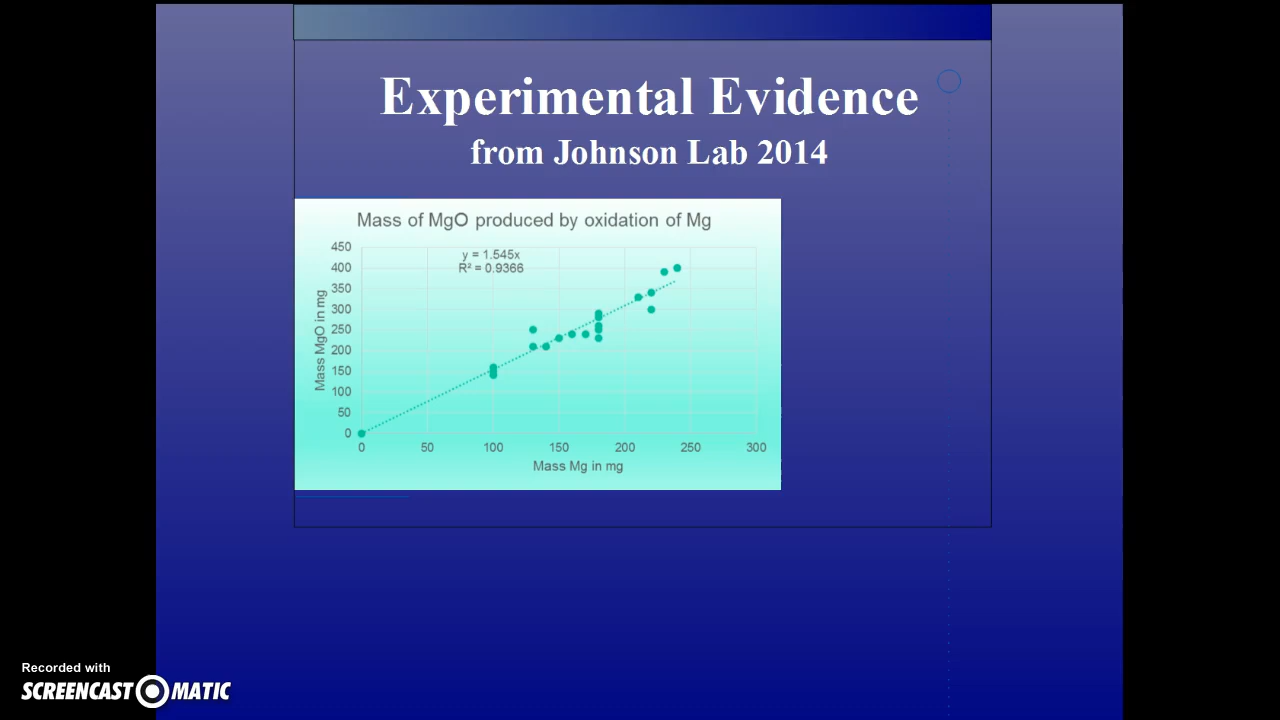 Experimental Evidence
from Johnson Lab 2014
Mass of MgO produced by oxidation of Mg
y = 1.545x
R² = 0.9366
450
400
350
300
250
200
150
100
50
0
Mass MgO in mg
0 50 100 150 200 250 300
Mass Mg in mg
Recorded with
SCREENCAST O MATIC